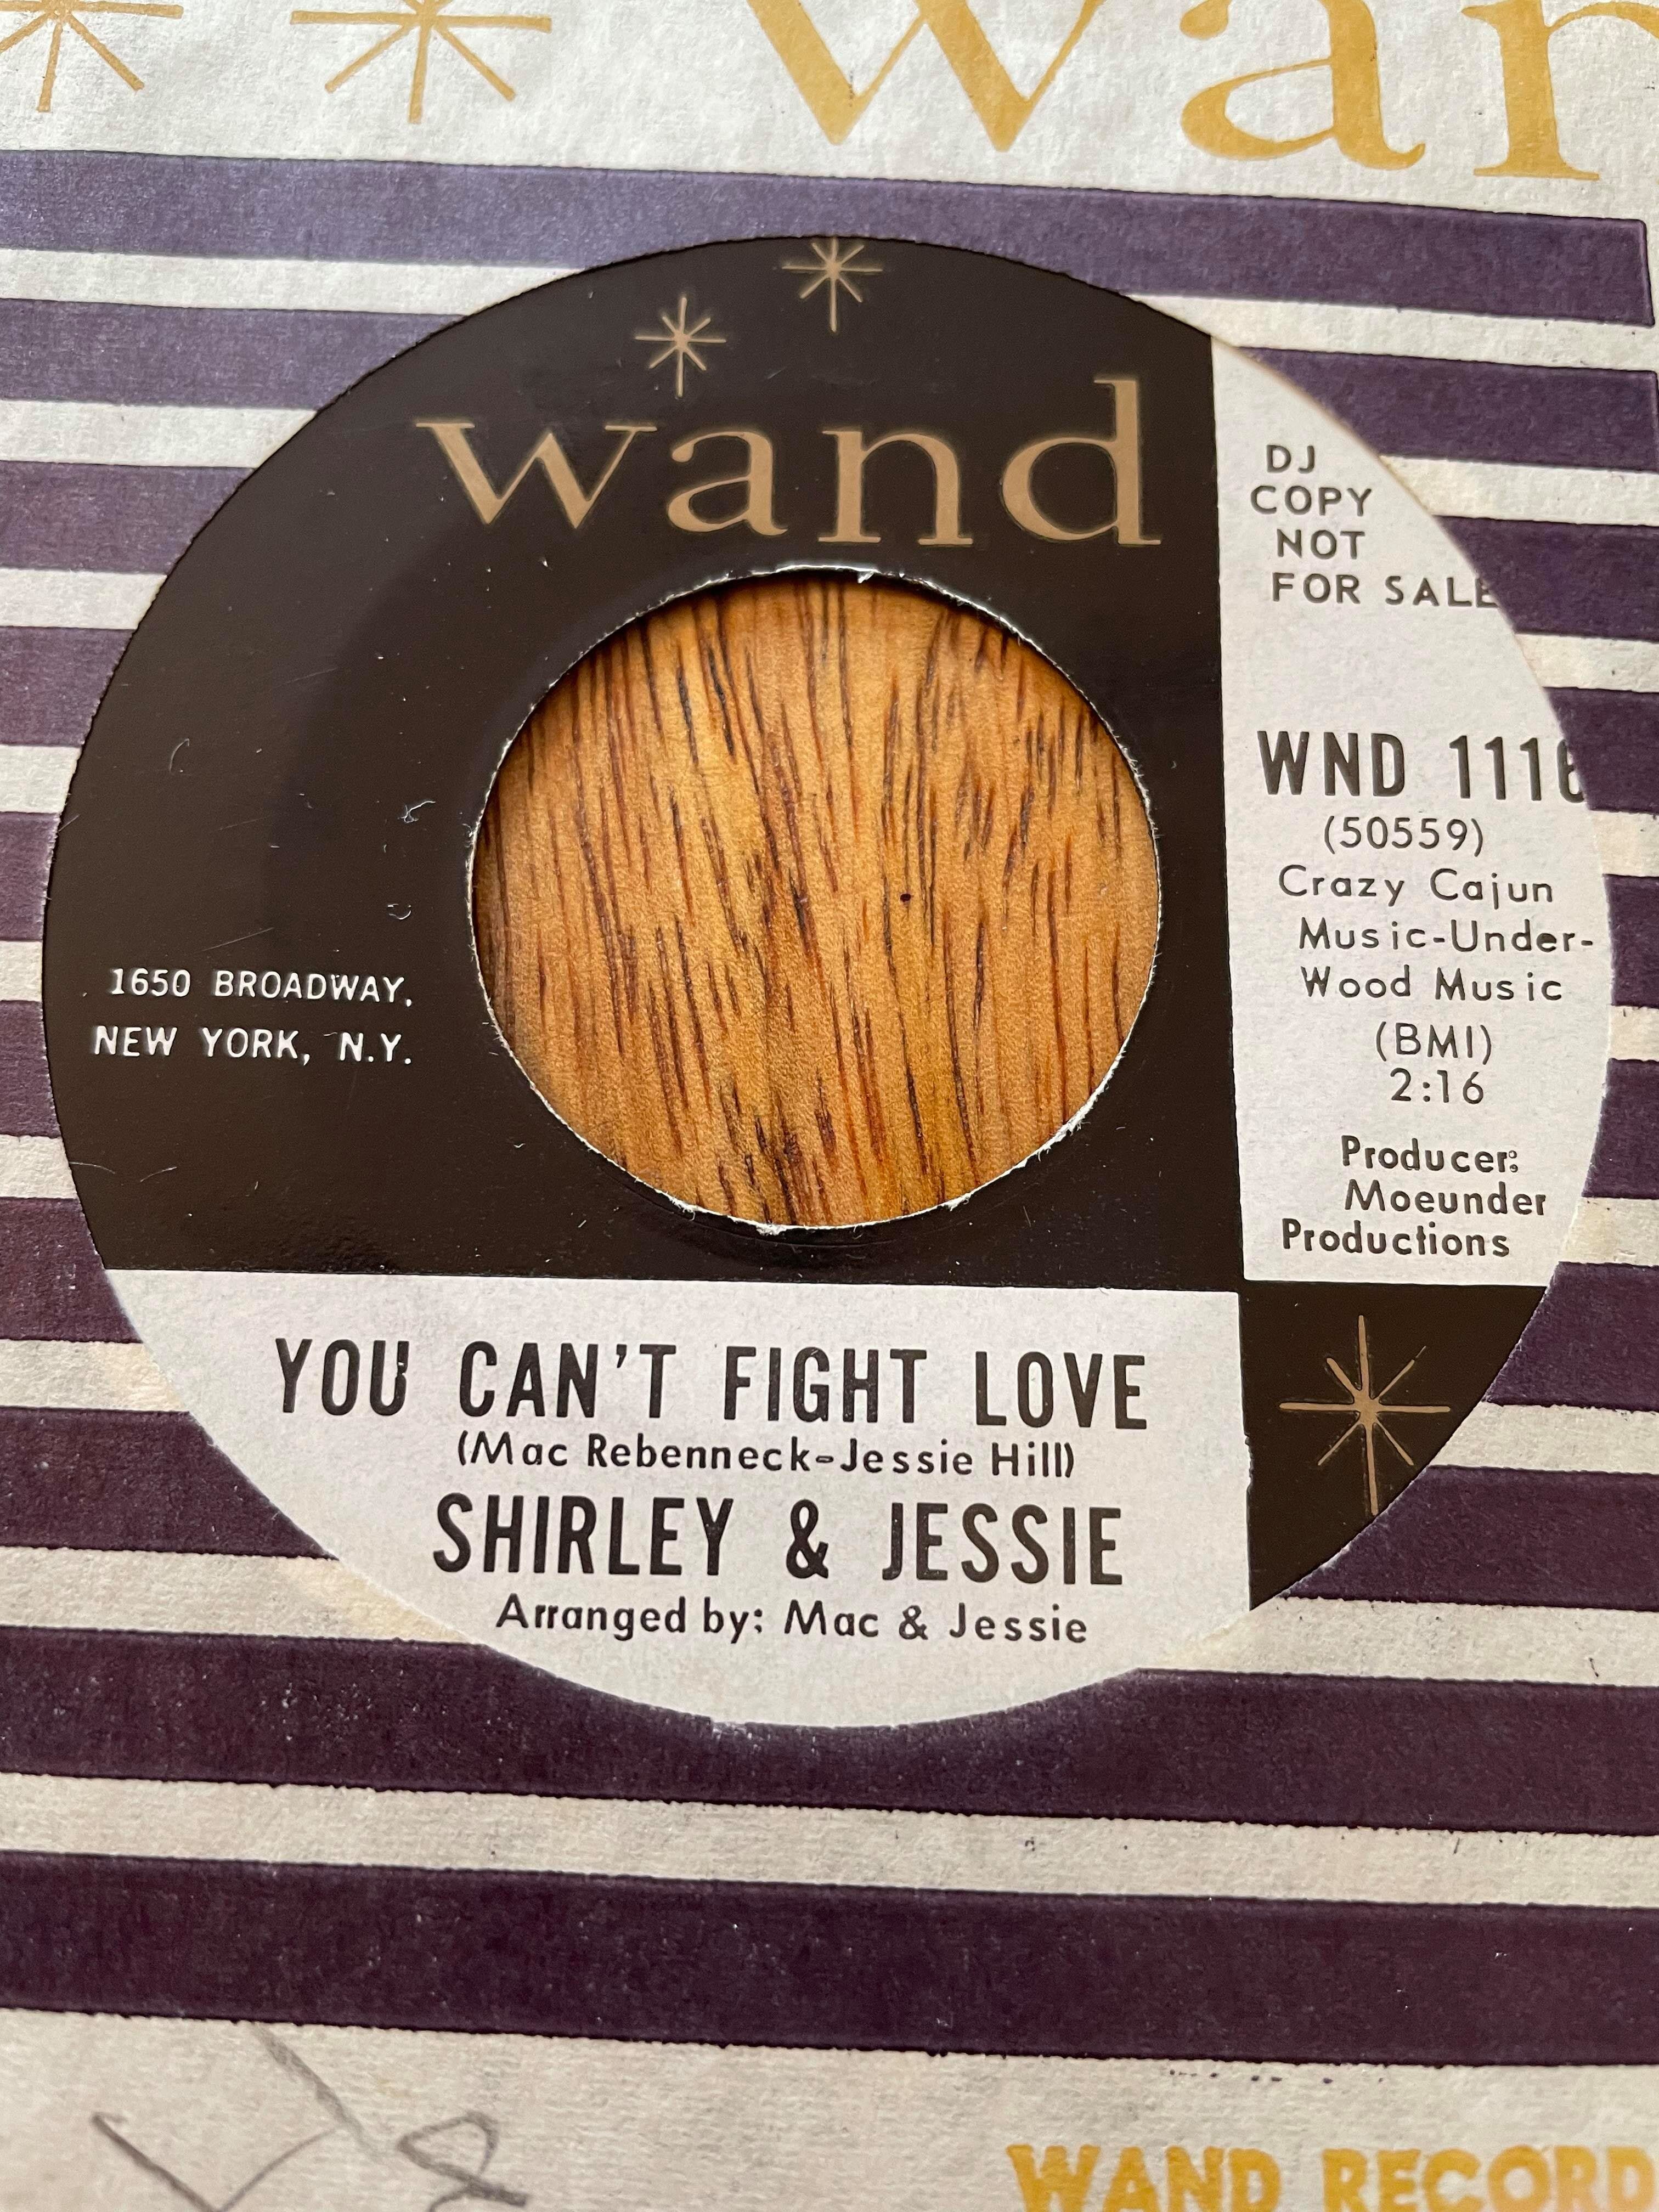 wand
DJ
COPY
NOT
FOR SALE
WND 1116
(50559)
Crazy Cajun
Music-Under-
Wood Music
(BMI)
2:16
Producer:
Moeunder
Productions
1650 BROADWAY,
NEW YORK, N.Y.
YOU CAN'T FIGHT LOVE
(Mac Rebenneck-Jessie Hill)
SHIRLEY & JESSIE
Arranged by: Mac & Jessie
WAND RECORD